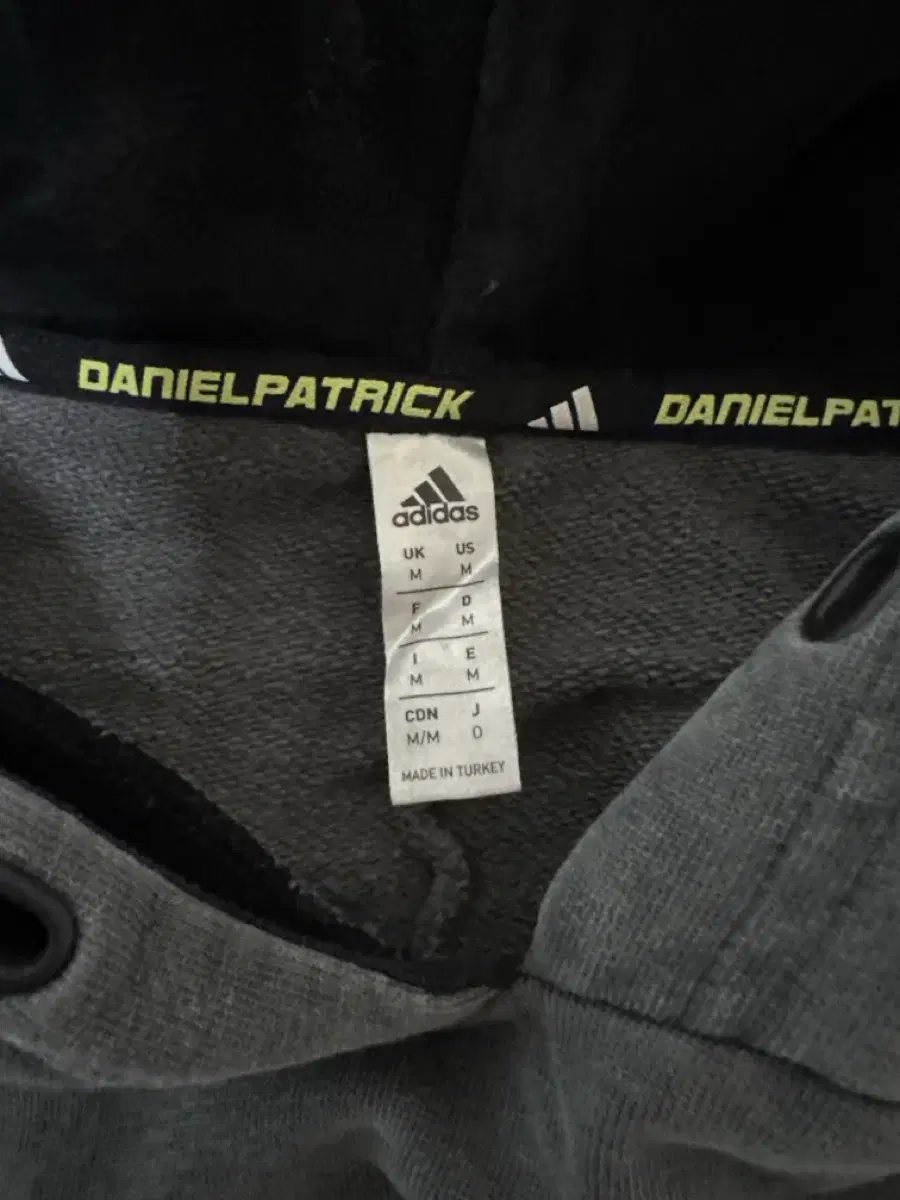 DANIELPATRICK DANIELPAT
adidas
UK US
M M
F D
M M
I E
M M
CDN J
M/M O
MADE IN TURKEY